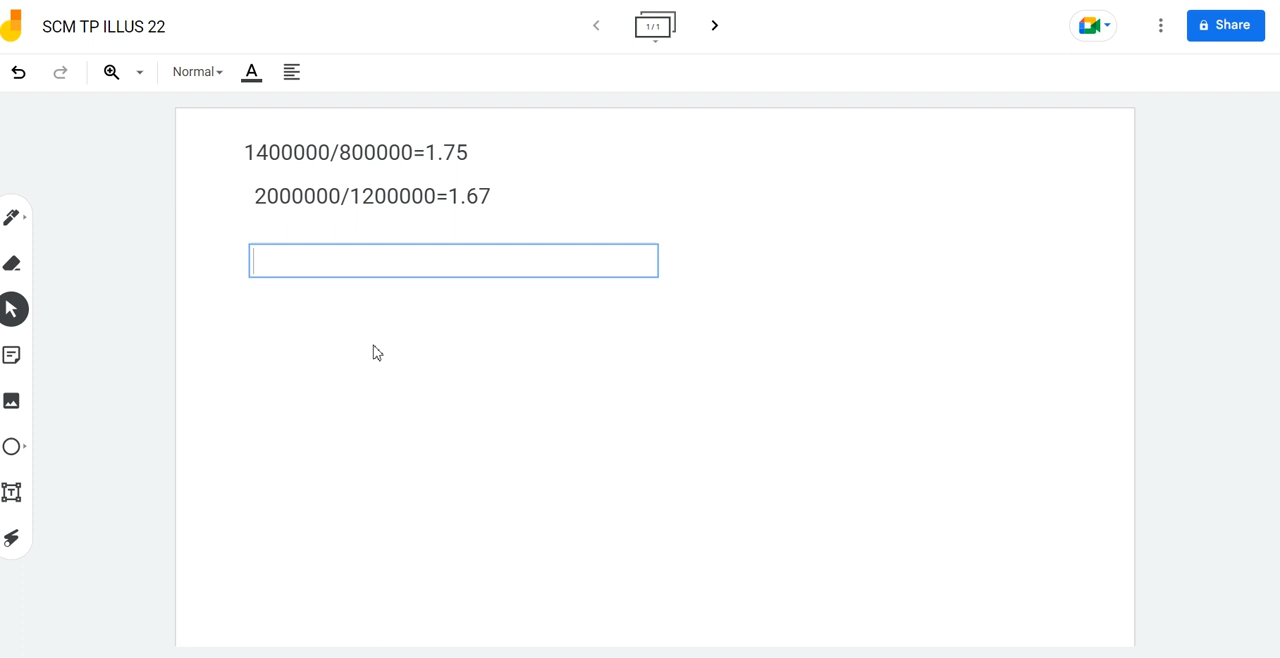 SCM TP ILLUS 22
1/1
Share
Normal
A
1400000/800000=1.75
2000000/1200000=1.67
T